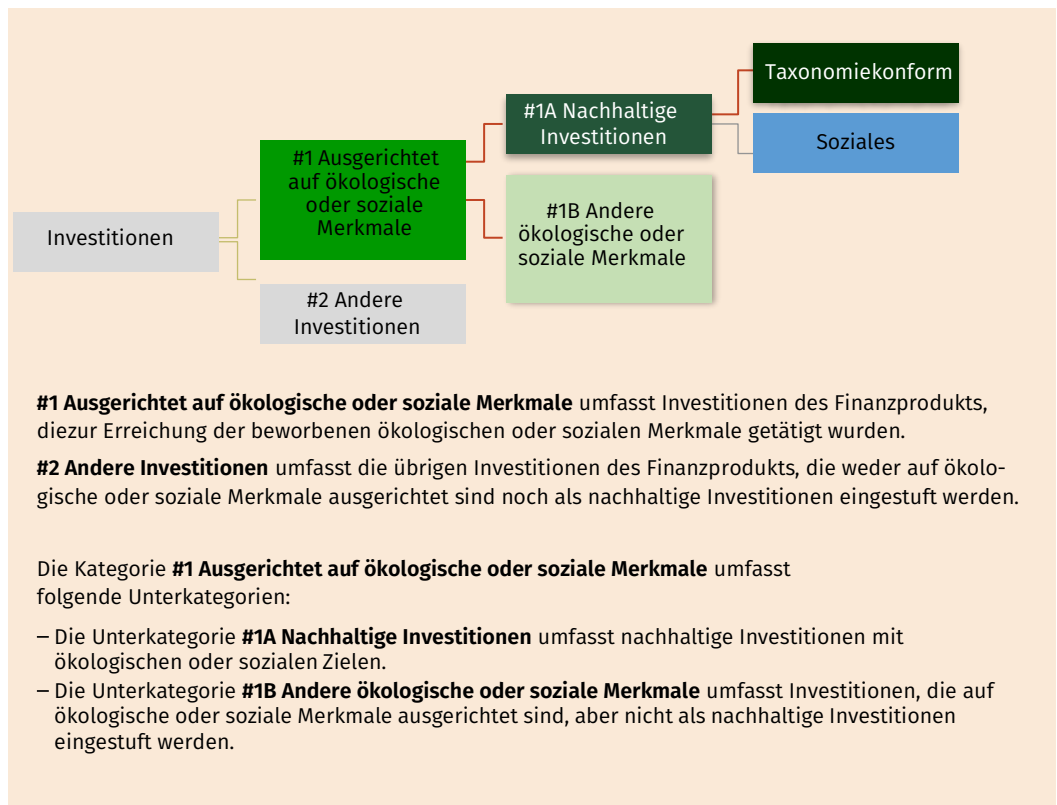 Taxonomiekonform
#1A Nachhaltige
Investitionen
Soziales
#1 Ausgerichtet
auf ökologische
oder soziale
Merkmale
#1B Andere
ökologische oder
soziale Merkmale
Investitionen
#2 Andere
Investitionen
#1 Ausgerichtet auf ökologische oder soziale Merkmale umfasst Investitionen des Finanzprodukts,
diezur Erreichung der beworbenen ökologischen oder sozialen Merkmale getätigt wurden.
#2 Andere Investitionen umfasst die übrigen Investitionen des Finanzprodukts, die weder auf ökolo-
gische oder soziale Merkmale ausgerichtet sind noch als nachhaltige Investitionen eingestuft werden.
Die Kategorie #1 Ausgerichtet auf ökologische oder soziale Merkmale umfasst
folgende Unterkategorien:
– Die Unterkategorie #1A Nachhaltige Investitionen umfasst nachhaltige Investitionen mit
ökologischen oder sozialen Zielen.
– Die Unterkategorie #1B Andere ökologische oder soziale Merkmale umfasst Investitionen, die auf
ökologische oder soziale Merkmale ausgerichtet sind, aber nicht als nachhaltige Investitionen
eingestuft werden.